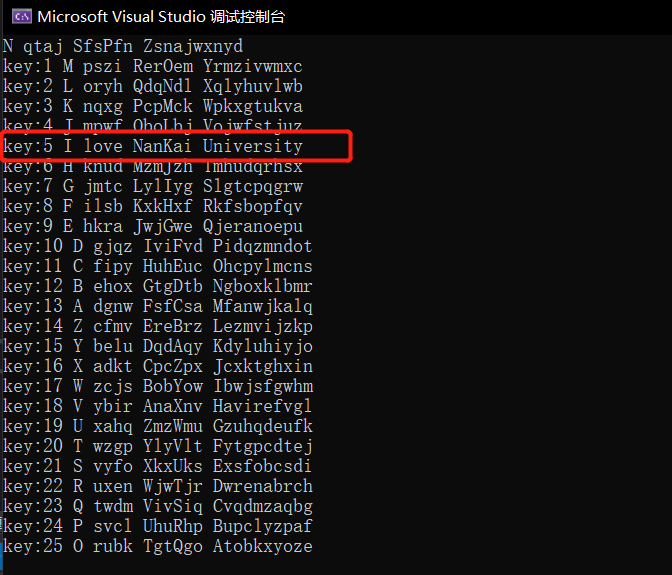 Microsoft Visual Studio 调试控制台
N qtaj SfsPfn Zsnajwxnyd
key:1 M pszi RerOem Yrmzivwmxc
key:2 L oryh QdqNdl Xqlyhuvlwb
key:3 K nqxg PcpMck Wpkxgtukva
key:4 J mpwf OboLbj Vojwfstjuz
key:5 I love NanKai University
key:6 H knud MzmJzh Tmhudqrhsx
key:7 G jmtc LylIyg Slgtcpqgrw
key:8 F ilsb KxkHxf Rkfsbopfqv
key:9 E hkra JwjGwe Qjeranoepu
key:10 D gjqz IviFvd Pidqzmndot
key:11 C fipy HuhEuc Ohcpylmcns
key:12 B ehox GtgDtb Ngboxklbmr
key:13 A dgnw FsfCsa Mfanwjkalq
key:14 Z cfmv EreBrz Lezmvijzkp
key:15 Y belu DqdAqy Kdyluhiyjo
key:16 X adkt CpcZpx Jcxktghxin
key:17 W zcjs BobYow Ibwjsfgwhm
key:18 V ybir AnaXnv Havirefvgl
key:19 U xahq ZmzWmu Gzuhqdeufk
key:20 T wzgp YlyVlt Fytgpcdtej
key:21 S vyfo XkxUks Exsfobcsdi
key:22 R uxen WjwTjr Dwrenabrch
key:23 Q twdm VivSiq Cvqdmzaqbg
key:24 P svcl UhuRhp Bupclyzpaf
key:25 O rubk TgtQgo Atobkxyoze